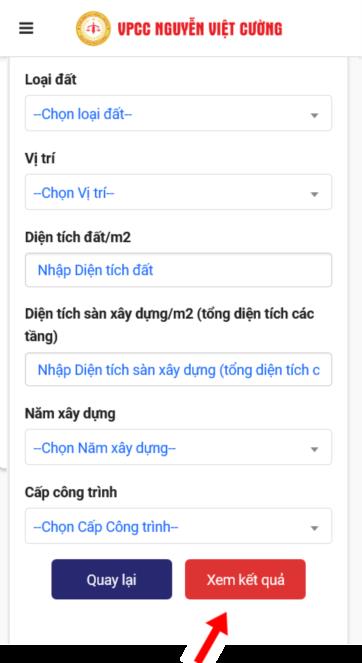 VPCC NGUYỄN VIỆT CƯỜNG
Loại đất
--Chọn loại đất--
Vị trí
--Chọn Vị trí--
Diện tích đất/m2
Nhập Diện tích đất
Diện tích sàn xây dựng/m2 (tổng diện tích các
tầng)
Nhập Diện tích sàn xây dựng (tổng diện tích c
Năm xây dựng
--Chọn Năm xây dựng--
Cấp công trình
--Chọn Cấp Công trình--
Quay lại
Xem kết quả